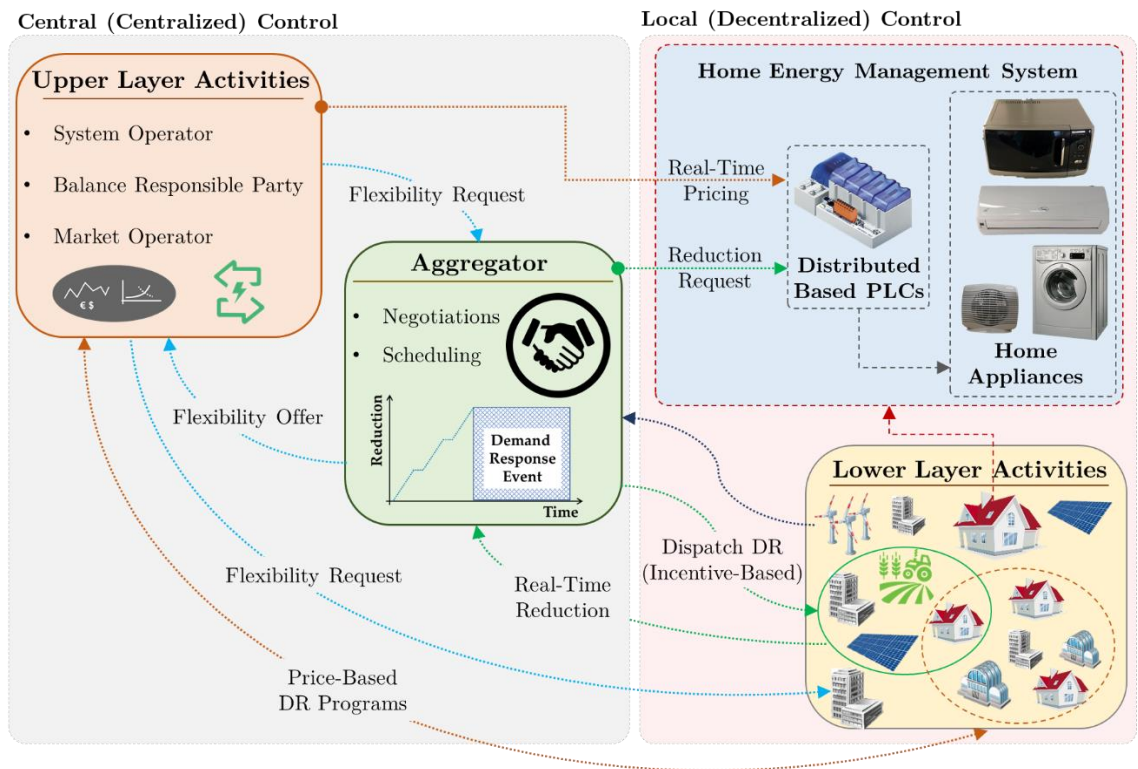 Central (Centralized) Control
Local (Decentralized) Control
Upper Layer Activities
• System Operator
• Balance Responsible Party
• Market Operator
€ $
Flexibility Request
Aggregator
• Negotiations
• Scheduling
Reduction
Demand
Response
Event
Time
Flexibility Offer
Flexibility Request
Real-Time
Reduction
Price-Based
DR Programs
Home Energy Management System
Real-Time
Pricing
Reduction
Request
Distributed
Based PLCs
Home
Appliances
Lower Layer Activities
Dispatch DR
(Incentive-Based)